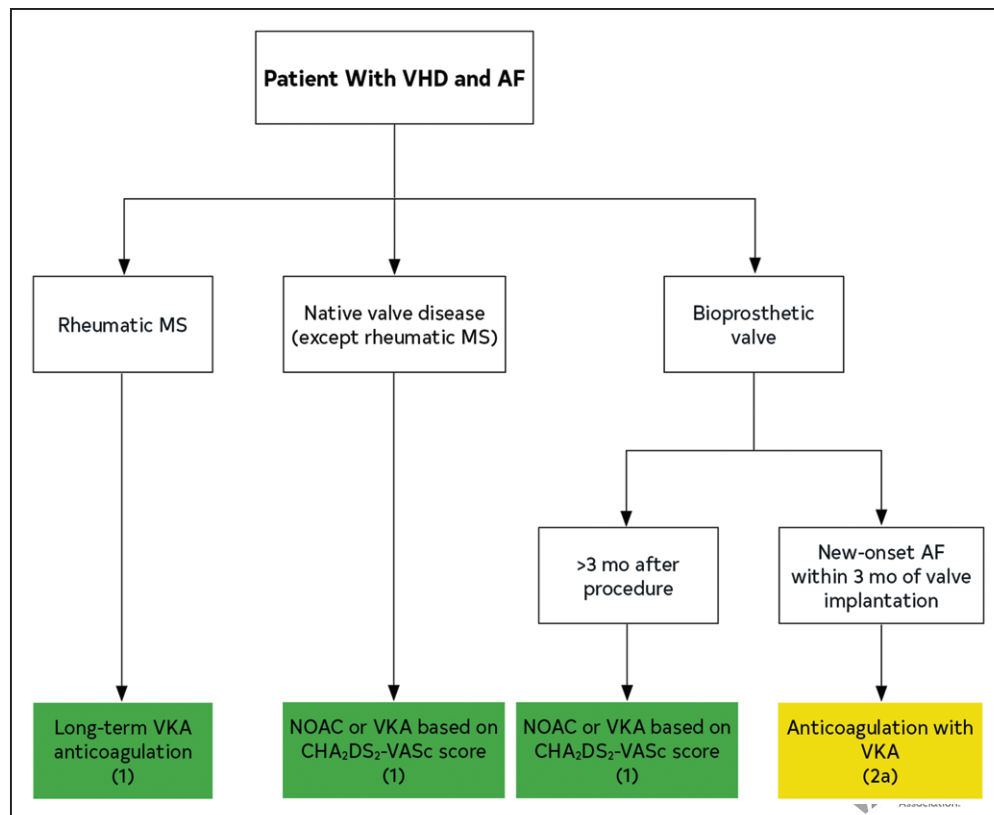 Patient With VHD and AF
Rheumatic MS
Native valve disease
(except rheumatic MS)
Bioprosthetic
valve
>3 mo after
procedure
New-onset AF
within 3 mo of valve
implantation
Long-term VKA
anticoagulation
(1)
NOAC or VKA based on
CHA₂DS₂-VASc score
(1)
NOAC or VKA based on
CHA₂DS₂-VASc score
(1)
Anticoagulation with
VKA
(2a)
Association.